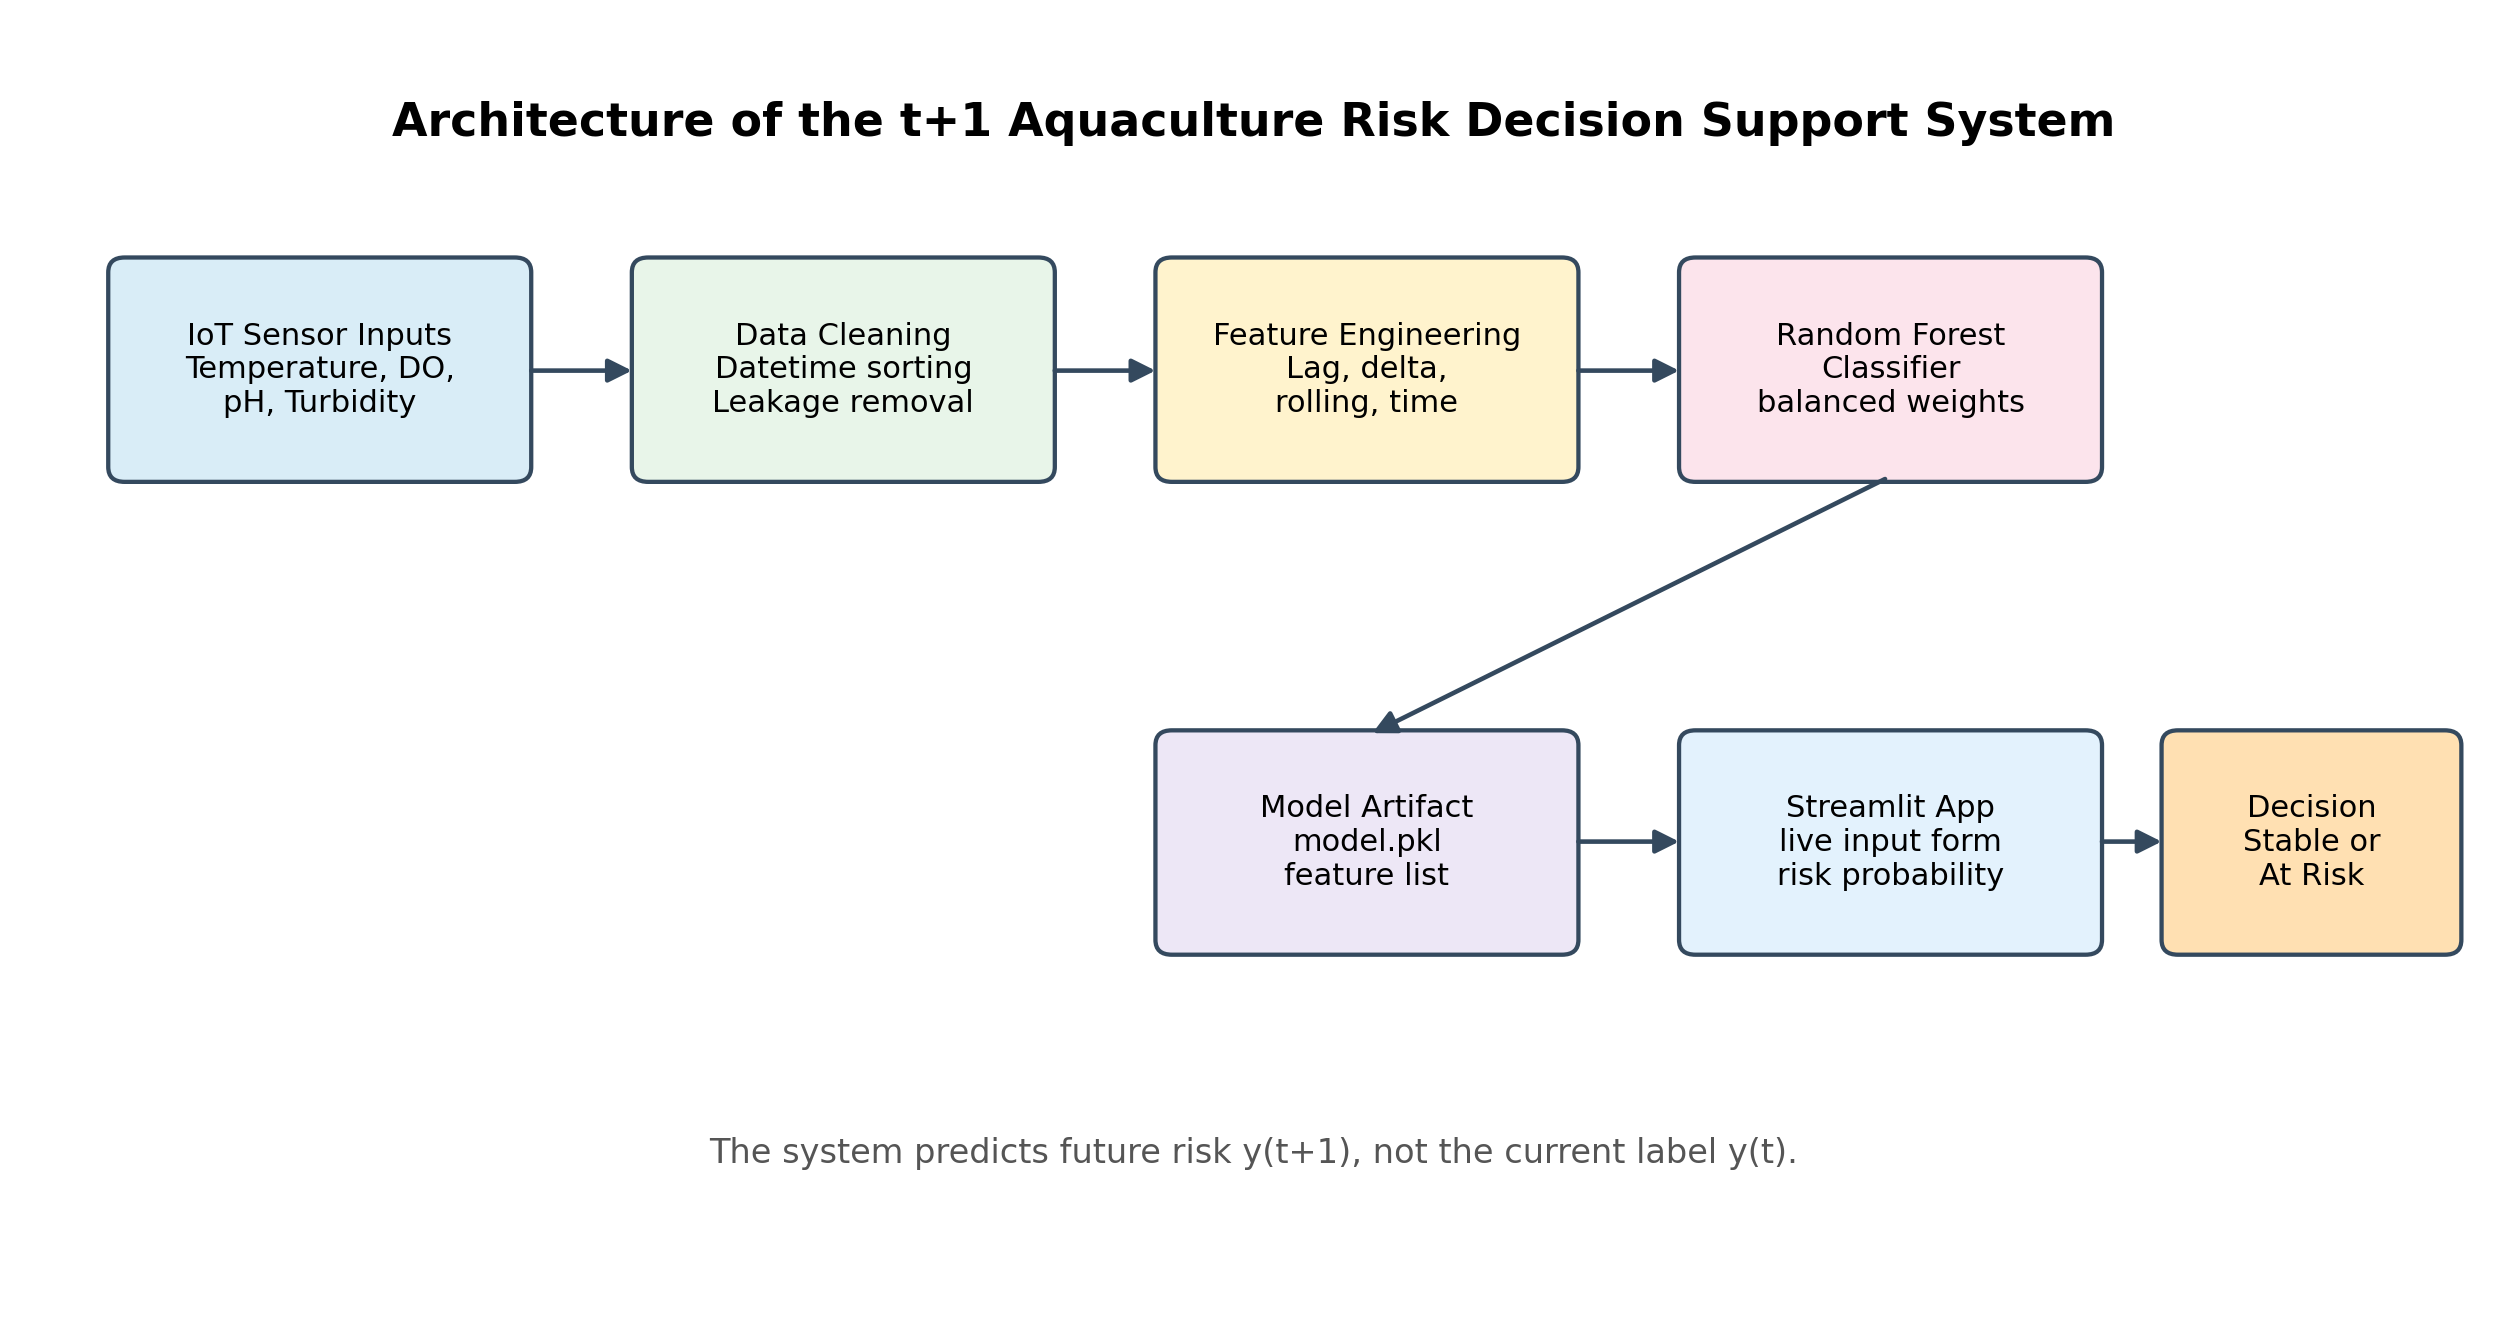 Architecture of the t+1 Aquaculture Risk Decision Support System
IoT Sensor Inputs
Temperature, DO,
pH, Turbidity
Data Cleaning
Datetime sorting
Leakage removal
Feature Engineering
Lag, delta,
rolling, time
Random Forest
Classifier
balanced weights
Model Artifact
model.pkl
feature list
Streamlit App
live input form
risk probability
Decision
Stable or
At Risk
The system predicts future risk y(t+1), not the current label y(t).